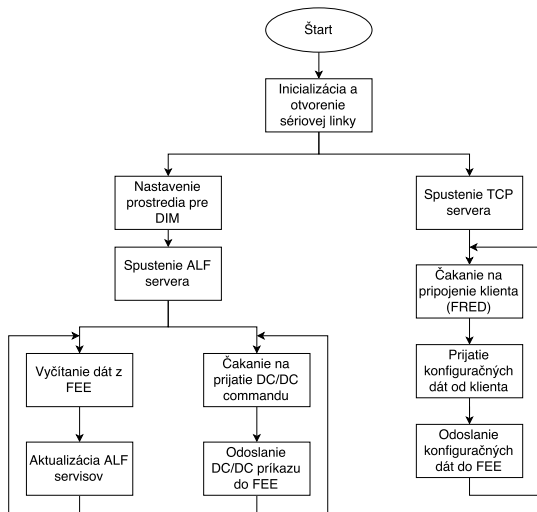 Štart
Inicializácia a
otvorenie
sériovej linky
Nastavenie
prostredia pre
DIM
Spustenie TCP
servera
Spustenie ALF
servera
Čakanie na
pripojenie klienta
(FRED)
Vyčítanie dát z
FEE
Čakanie na
prijatie DC/DC
commandu
Prijatie
konfiguračných
dát od klienta
Aktualizácia ALF
servisov
Odoslanie
DC/DC príkazu
do FEE
Odoslanie
konfiguračných
dát do FEE